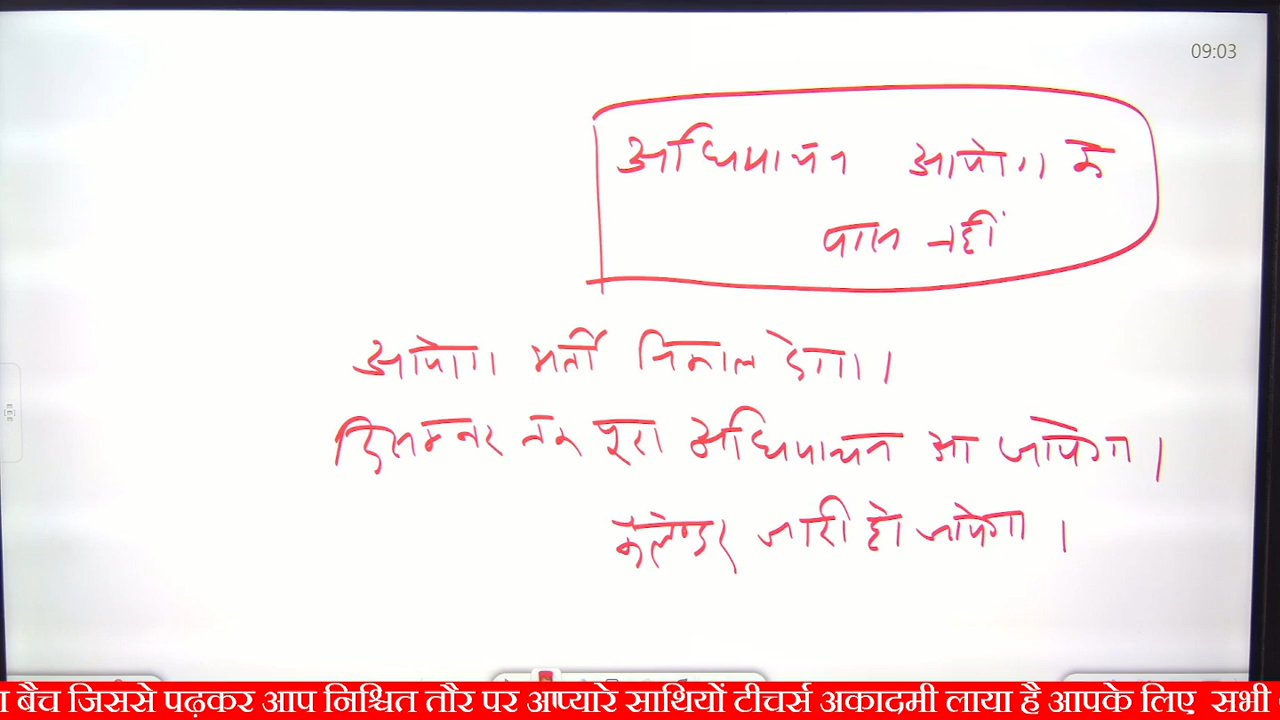 09:03
अधियाचन आयोग के
पास नहीं
आयोग भर्ती निकाल देगा।
दिसम्बर तक पूरा अधियाचन आ जायेगा।
कैलेण्डर जारी हो जायेगा।
ा बैच जिससे पढ़कर आप निश्चित तौर पर अप्यारे साथियों टीचर्स अकादमी लाया है आपके लिए सभी